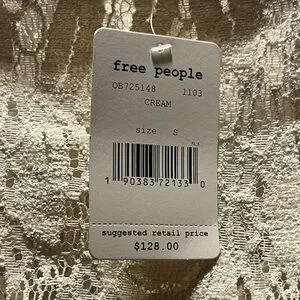 free people
OB725148 1103
CREAM
size S
1 90383 72133 0
suggested retail price
$128.00